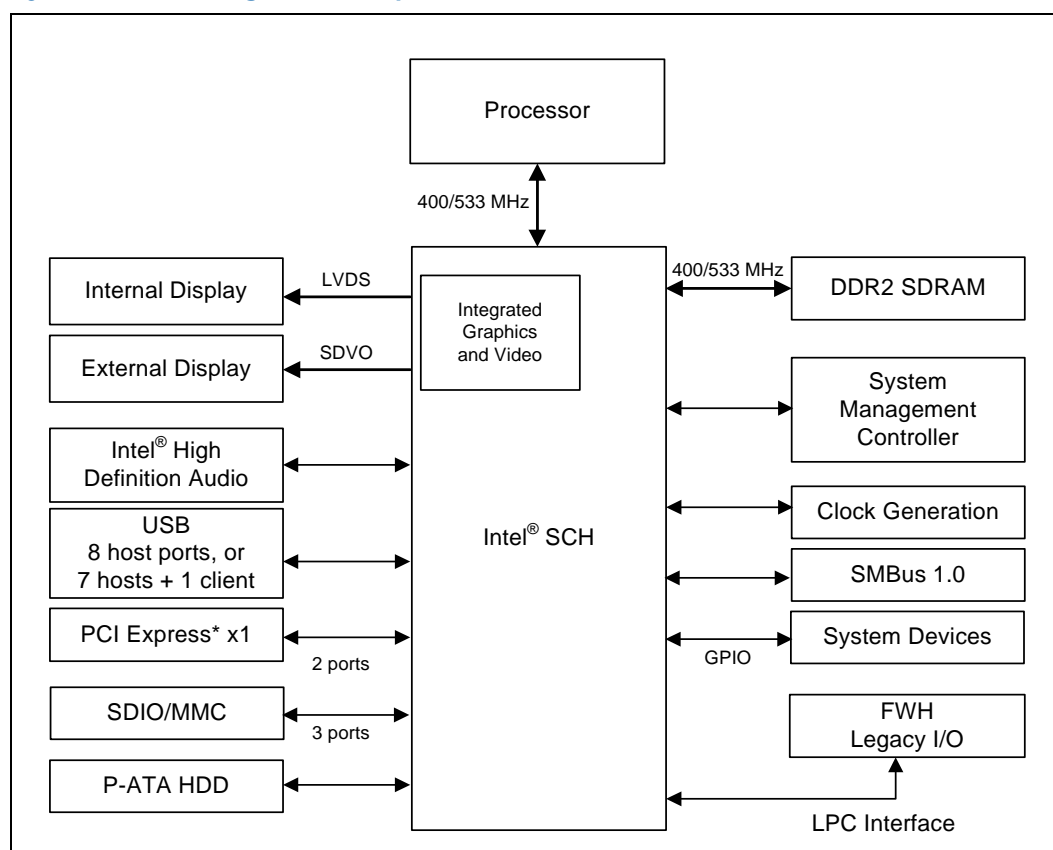 Processor
400/533 MHz
Internal Display
LVDS
Integrated
Graphics
and Video
400/533 MHz
DDR2 SDRAM
External Display
SDVO
System
Management
Controller
Intel® High
Definition Audio
USB
8 host ports, or
7 hosts + 1 client
Intel® SCH
Clock Generation
SMBus 1.0
PCI Express* x1
2 ports
System Devices
GPIO
SDIO/MMC
3 ports
FWH
Legacy I/O
P-ATA HDD
LPC Interface